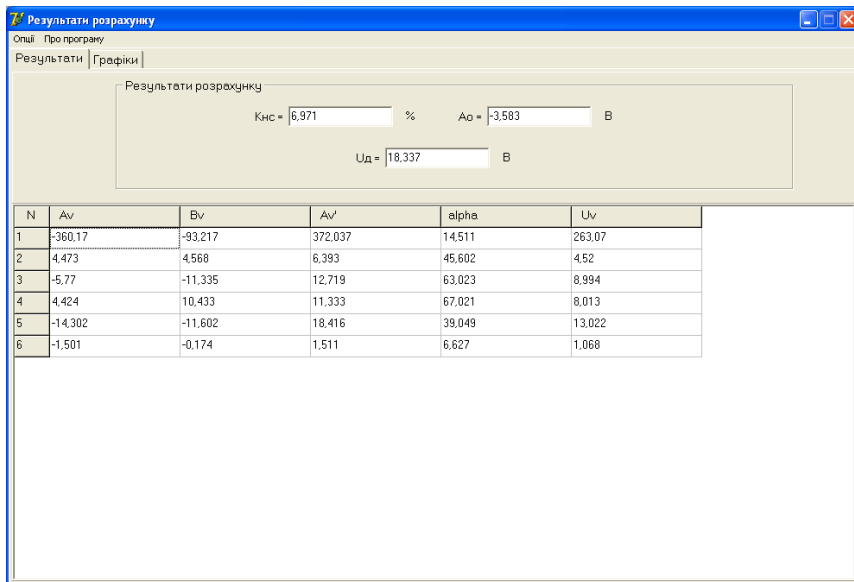 Результати розрахунку
Опції Про програму
Результати Графіки
Результати розрахунку
Кнс = 6,971 % Ао = -3,583 В
Uд = 18,337 В
N Av Bv Av' alpha Uv
1 -360,17 -93,217 372,037 14,511 263,07
2 4,473 4,568 6,393 45,602 4,52
3 -5,77 -11,335 12,719 63,023 8,994
4 4,424 10,433 11,333 67,021 8,013
5 -14,302 -11,602 18,416 39,049 13,022
6 -1,501 -0,174 1,511 6,627 1,068